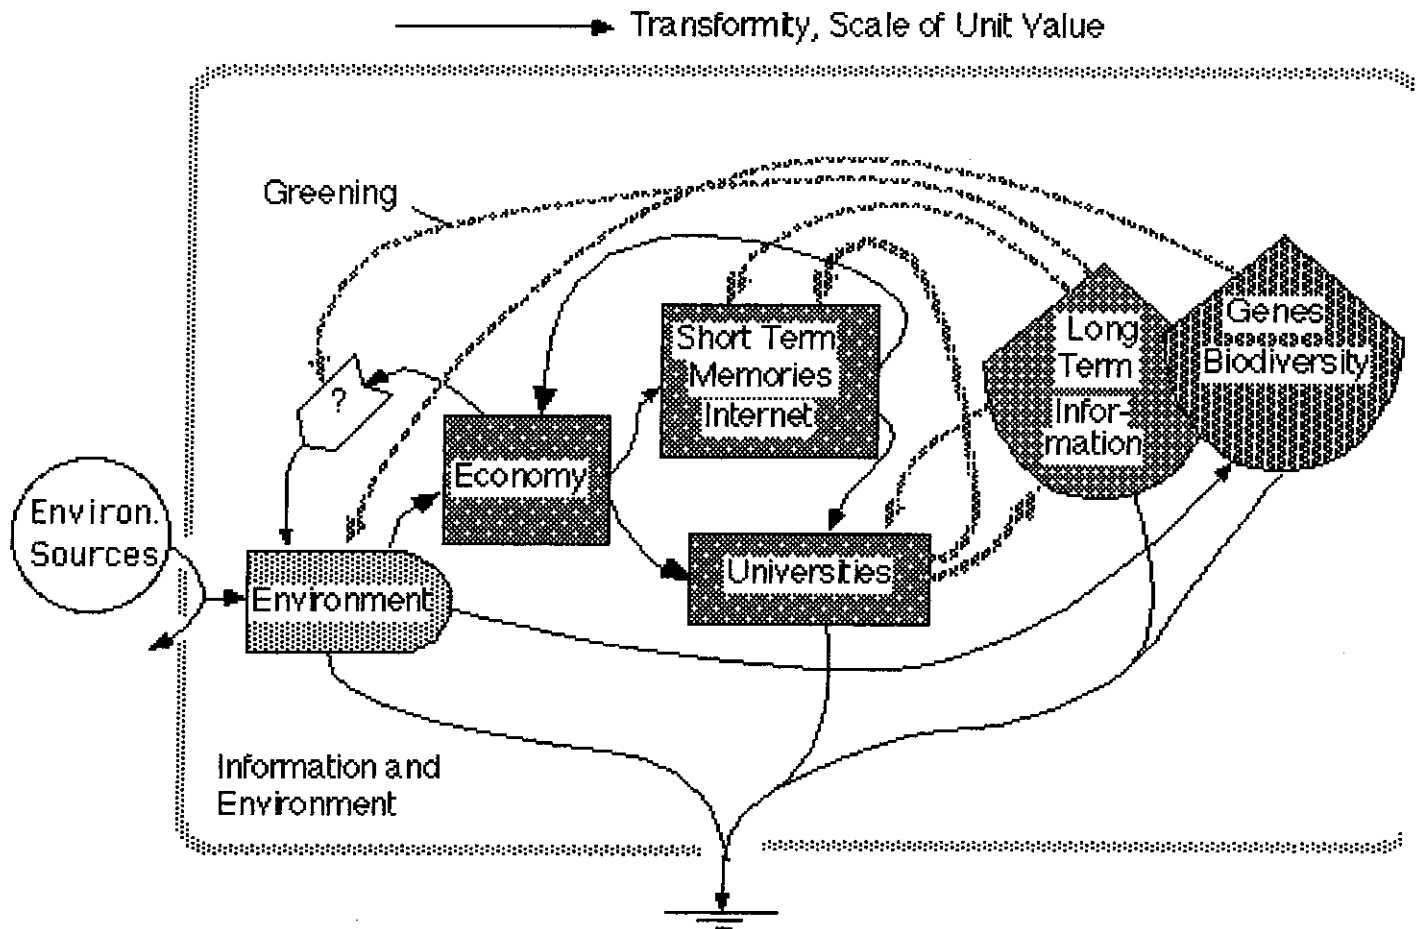 Transformity, Scale of Unit Value
Greening
?
Short Term
Memories
Internet
Long
Term
Infor-
mation
Genes
Biodiversity
Economy
Environ.
Sources
Environment
Universities
Information and
Environment